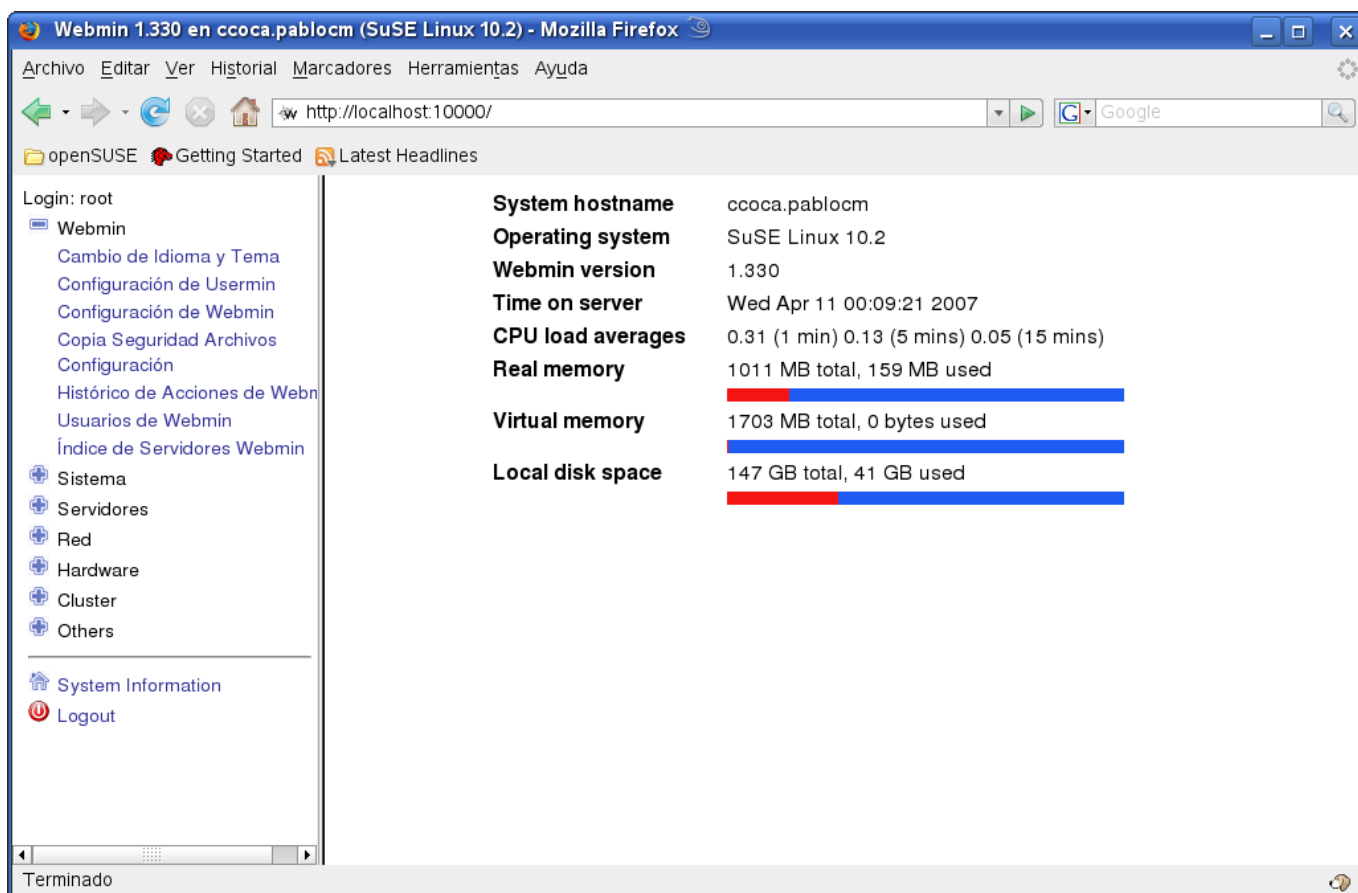 Webmin 1.330 en ccoca.pablocm (SuSE Linux 10.2) - Mozilla Firefox
Archivo Editar Ver Historial Marcadores Herramientas Ayuda
http://localhost:10000/
G Google
openSUSE Getting Started Latest Headlines
Login: root
Webmin
Cambio de Idioma y Tema
Configuración de Usermin
Configuración de Webmin
Copia Seguridad Archivos
Configuración
Histórico de Acciones de Webm
Usuarios de Webmin
Índice de Servidores Webmin
Sistema
Servidores
Red
Hardware
Cluster
Others
System Information
Logout
System hostname ccoca.pablocm
Operating system SuSE Linux 10.2
Webmin version 1.330
Time on server Wed Apr 11 00:09:21 2007
CPU load averages 0.31 (1 min) 0.13 (5 mins) 0.05 (15 mins)
Real memory 1011 MB total, 159 MB used
Virtual memory 1703 MB total, 0 bytes used
Local disk space 147 GB total, 41 GB used
Terminado